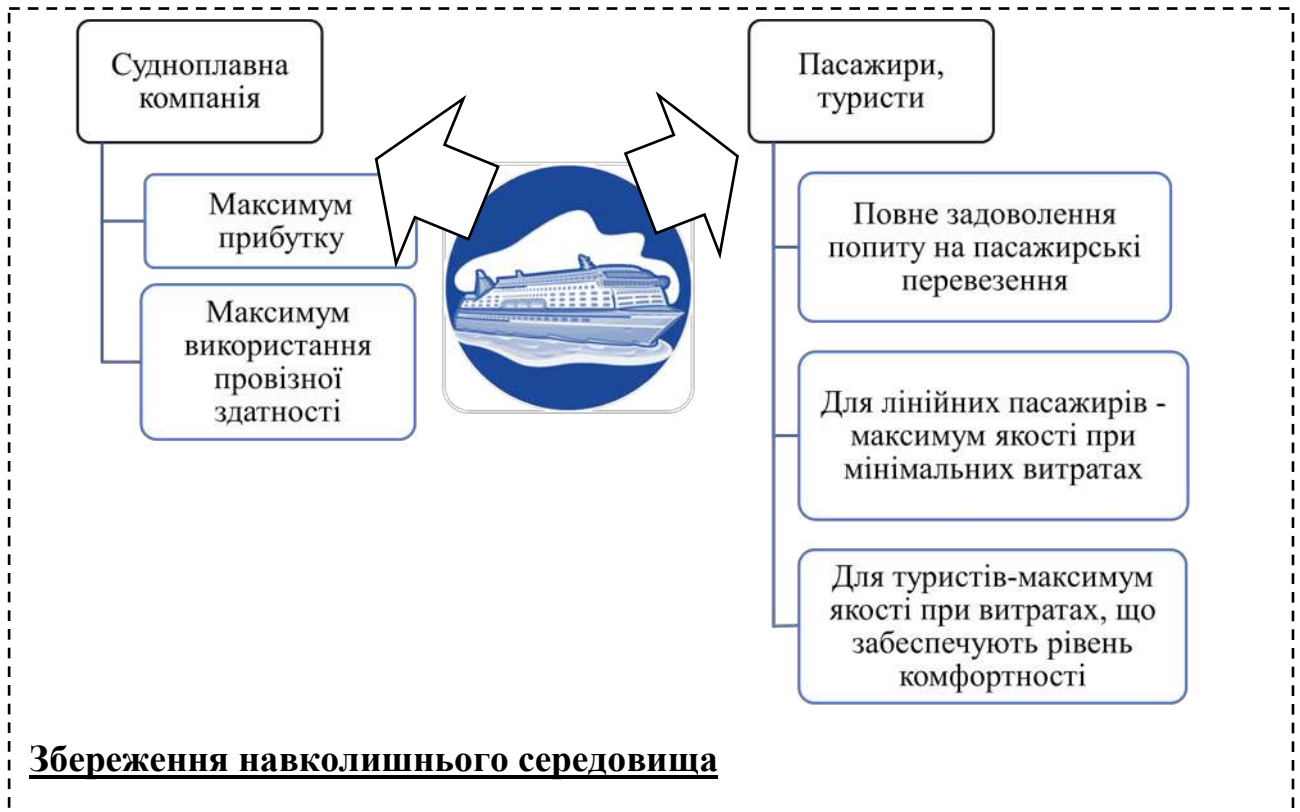 Судноплавна
компанія
Максимум
прибутку
Максимум
використання
провізної
здатності
Пасажири,
туристи
Повне задоволення
попиту на пасажирські
перевезення
Для лінійних пасажирів -
максимум якості при
мінімальних витратах
Для туристів-максимум
якості при витратах, що
забеспечують рівень
комфортності
Збереження навколишнього середовища